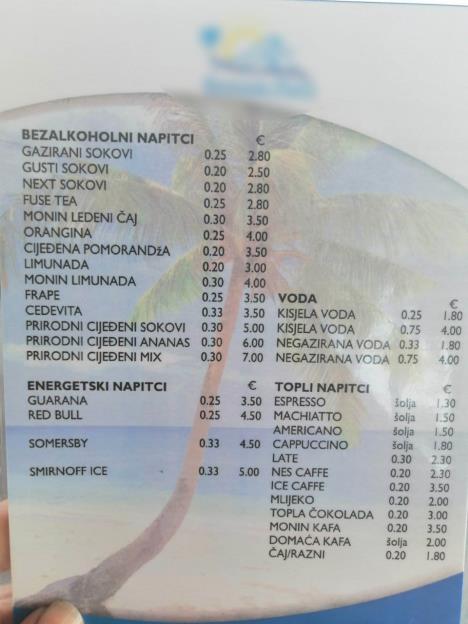 BEZALKOHOLNI NAPITCI €
GAZIRANI SOKOVI 0.25 2.80
GUSTI SOKOVI 0.20 2.50
NEXT SOKOVI 0.20 2.80
FUSE TEA 0.25 2.80
MONIN LEDENI ČAJ 0.30 3.50
ORANGINA 0.25 4.00
CIJEĐENA POMORANDžA 0.20 3.50
LIMUNADA 0.20 3.00
MONIN LIMUNADA 0.30 4.00
FRAPE 0.25 3.50
CEDEVITA 0.33 3.50
PRIRODNI CIJEĐENI SOKOVI 0.30 5.00
PRIRODNI CIJEĐENI ANANAS 0.30 6.00
PRIRODNI CIJEĐENI MIX 0.30 7.00
VODA €
KISJELA VODA 0.25 1.80
KISJELA VODA 0.75 4.00
NEGAZIRANA VODA 0.33 1.80
NEGAZIRANA VODA 0.75 4.00
ENERGETSKI NAPITCI €
GUARANA 0.25 3.50
RED BULL 0.25 4.50
SOMERSBY 0.33 4.50
SMIRNOFF ICE 0.33 5.00
TOPLI NAPITCI €
ESPRESSO šolja 1.30
MACHIATTO šolja 1.50
AMERICANO šolja 1.50
CAPPUCCINO šolja 1.80
LATE 0.30 2.30
NES CAFFE 0.20 2.30
ICE CAFFE 0.20 3.50
MLIJEKO 0.20 2.00
TOPLA ČOKOLADA 0.20 3.00
MONIN KAFA 0.20 3.50
DOMAĆA KAFA šolja 2.00
ČAJ/RAZNI 0.20 1.80